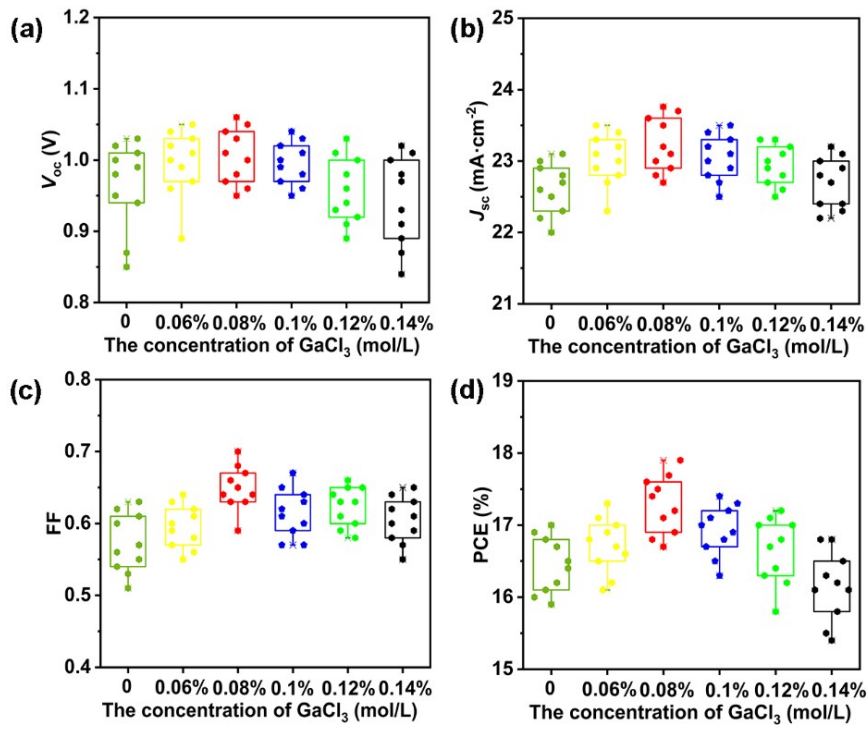 (a)
1.2
1.1
1.0
0.9
0.8
Voc (V)
0 0.06% 0.08% 0.1% 0.12% 0.14%
The concentration of GaCl3 (mol/L)
(b)
25
24
23
22
21
Jsc (mA·cm-2)
0 0.06% 0.08% 0.1% 0.12% 0.14%
The concentration of GaCl3 (mol/L)
(c)
0.8
0.7
0.6
0.5
0.4
FF
0 0.06% 0.08% 0.1% 0.12% 0.14%
The concentration of GaCl3 (mol/L)
(d)
19
18
17
16
15
PCE (%)
0 0.06% 0.08% 0.1% 0.12% 0.14%
The concentration of GaCl3 (mol/L)